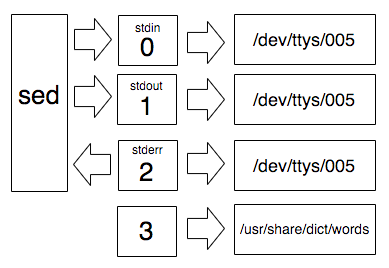 sed
stdin
0
/dev/ttys/005
stdout
1
/dev/ttys/005
stderr
2
/dev/ttys/005
3
/usr/share/dict/words